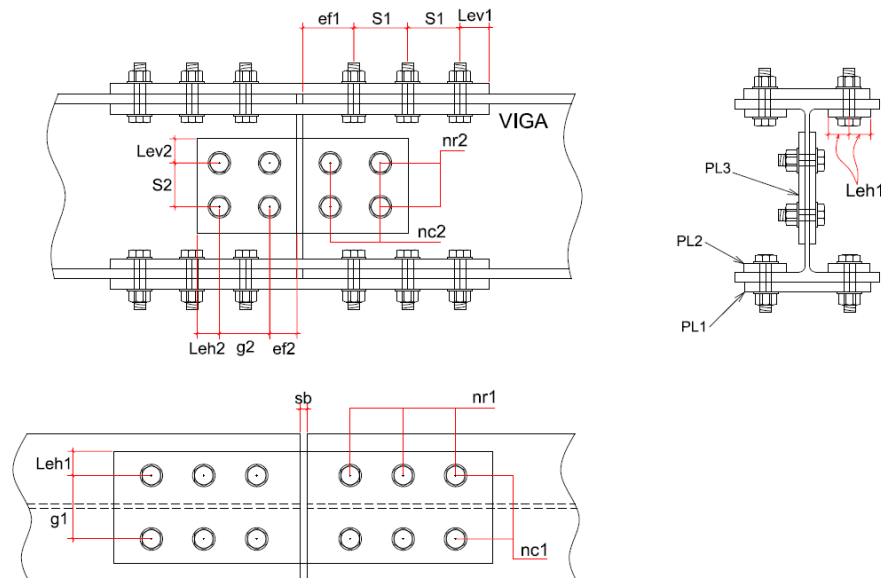 ef1 S1 S1 Lev1
VIGA
Lev2
S2
nr2
nc2
Leh2 g2 ef2
PL3
Leh1
PL2
PL1
sb nr1
Leh1
g1
nc1